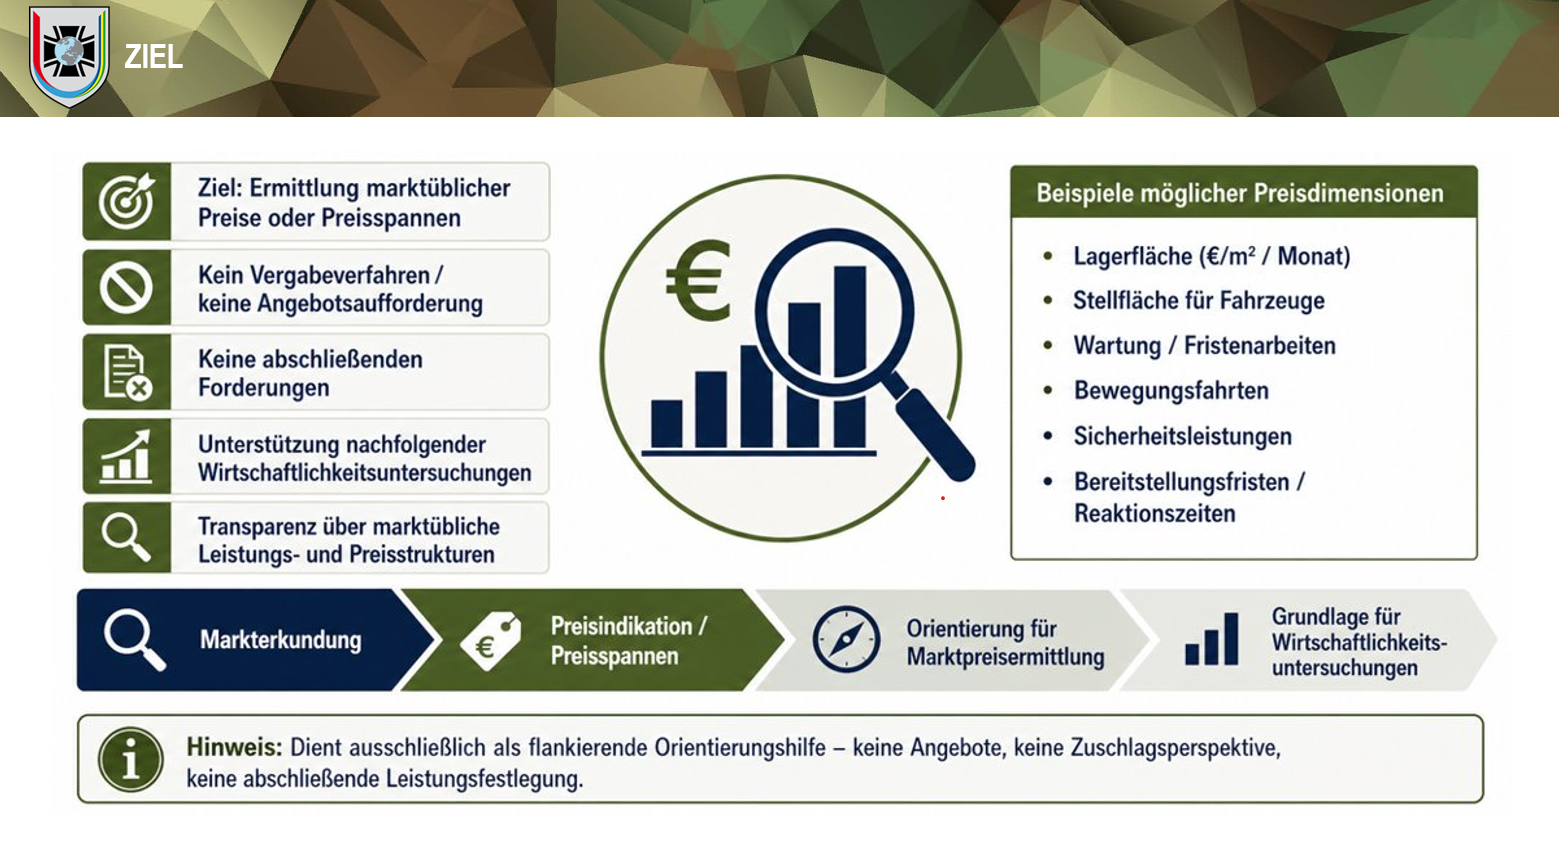 ZIEL
Ziel: Ermittlung marktüblicher
Preise oder Preisspannen
Kein Vergabeverfahren /
keine Angebotsaufforderung
Keine abschließenden
Forderungen
Unterstützung nachfolgender
Wirtschaftlichkeitsuntersuchungen
Transparenz über marktübliche
Leistungs- und Preisstrukturen
€
Beispiele möglicher Preisdimensionen
• Lagerfläche (€/m² / Monat)
• Stellfläche für Fahrzeuge
• Wartung / Fristenarbeiten
• Bewegungsfahrten
• Sicherheitsleistungen
• Bereitstellungsfristen /
Reaktionszeiten
Markterkundung
€
Preisindikation /
Preisspannen
Orientierung für
Marktpreisermittlung
Grundlage für
Wirtschaftlichkeits-
untersuchungen
i
Hinweis: Dient ausschließlich als flankierende Orientierungshilfe – keine Angebote, keine Zuschlagsperspektive,
keine abschließende Leistungsfestlegung.